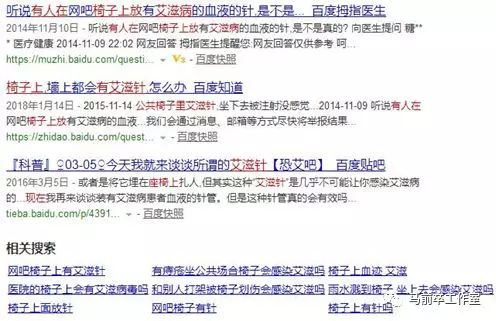 听说有人在网吧椅子上放有艾滋病的血液的针,是不是... 百度拇指医生
2014年11月10日 - 听说有人在网吧椅子上放有艾滋病的血液的针,是不是真的? 向医生提问 糖**
* 医疗健康 2014-11-09 22:02 网友回答 拇指医生提醒您:网友回答仅供参考 呵...
https://muzhi.baidu.com/questi... V3 - 百度快照
椅子上,墙上都会有艾滋针,怎么办 百度知道
2018年1月14日 - 2015-11-14 公共椅子里艾滋针,坐下去被注射没感觉...2014-11-09 听说有人在
网吧椅子上放有艾滋病的血液...我们会通过消息、邮箱等方式尽快将举报结果...
https://zhidao.baidu.com/quest... - 百度快照
『科普』♀03-05♀今天我就来谈谈所谓的艾滋针【恐艾吧】 百度贴吧
2016年3月5日 - 或者是将它埋在座椅上扎人,但其实这种“艾滋针”是几乎不可能让你感染艾滋病
的...现在我再来谈谈装有艾滋病患者血液的针管。但是这种针管真的会有效吗...
tieba.baidu.com/p/4391... - 百度快照
相关搜索
网吧椅子上有艾滋针 有痔疮坐公共场合椅子会感染艾滋吗 椅子上血迹 艾滋
医院的椅子上会有艾滋病毒吗 和别人打架被椅子划伤会感染艾滋吗 雨水溅到椅子 坐上去会感染艾滋吗
椅子上面放针 网吧椅子有针 椅子上有针吗
马前卒工作室